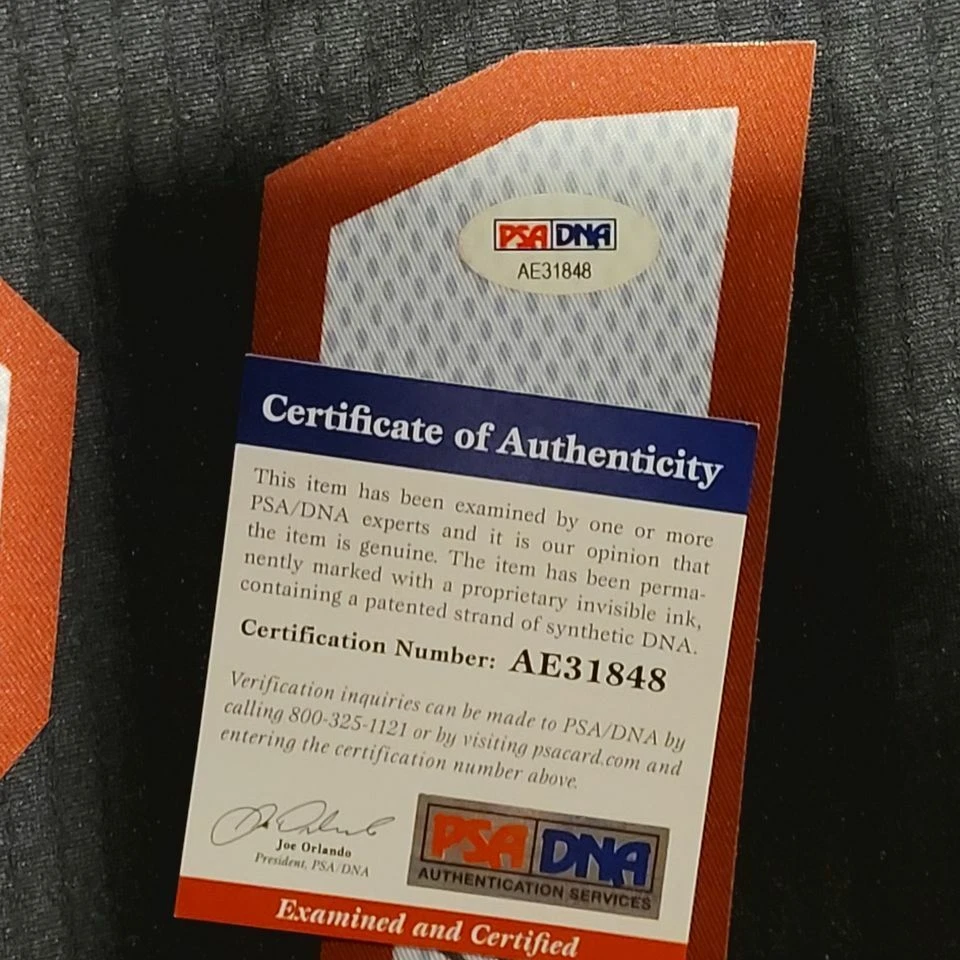 PSA DNA
AE31848
Certificate of Authenticity
This item has been examined by one or more
PSA/DNA experts and it is our opinion that
the item is genuine. The item has been perma-
nently marked with a proprietary invisible ink,
containing a patented strand of synthetic DNA.
Certification Number: AE31848
Verification inquiries can be made to PSA/DNA by
calling 800-325-1121 or by visiting psacard.com and
entering the certification number above.
Joe Orlando
President, PSA/DNA
PSA DNA
AUTHENTICATION SERVICES
Examined and Certified